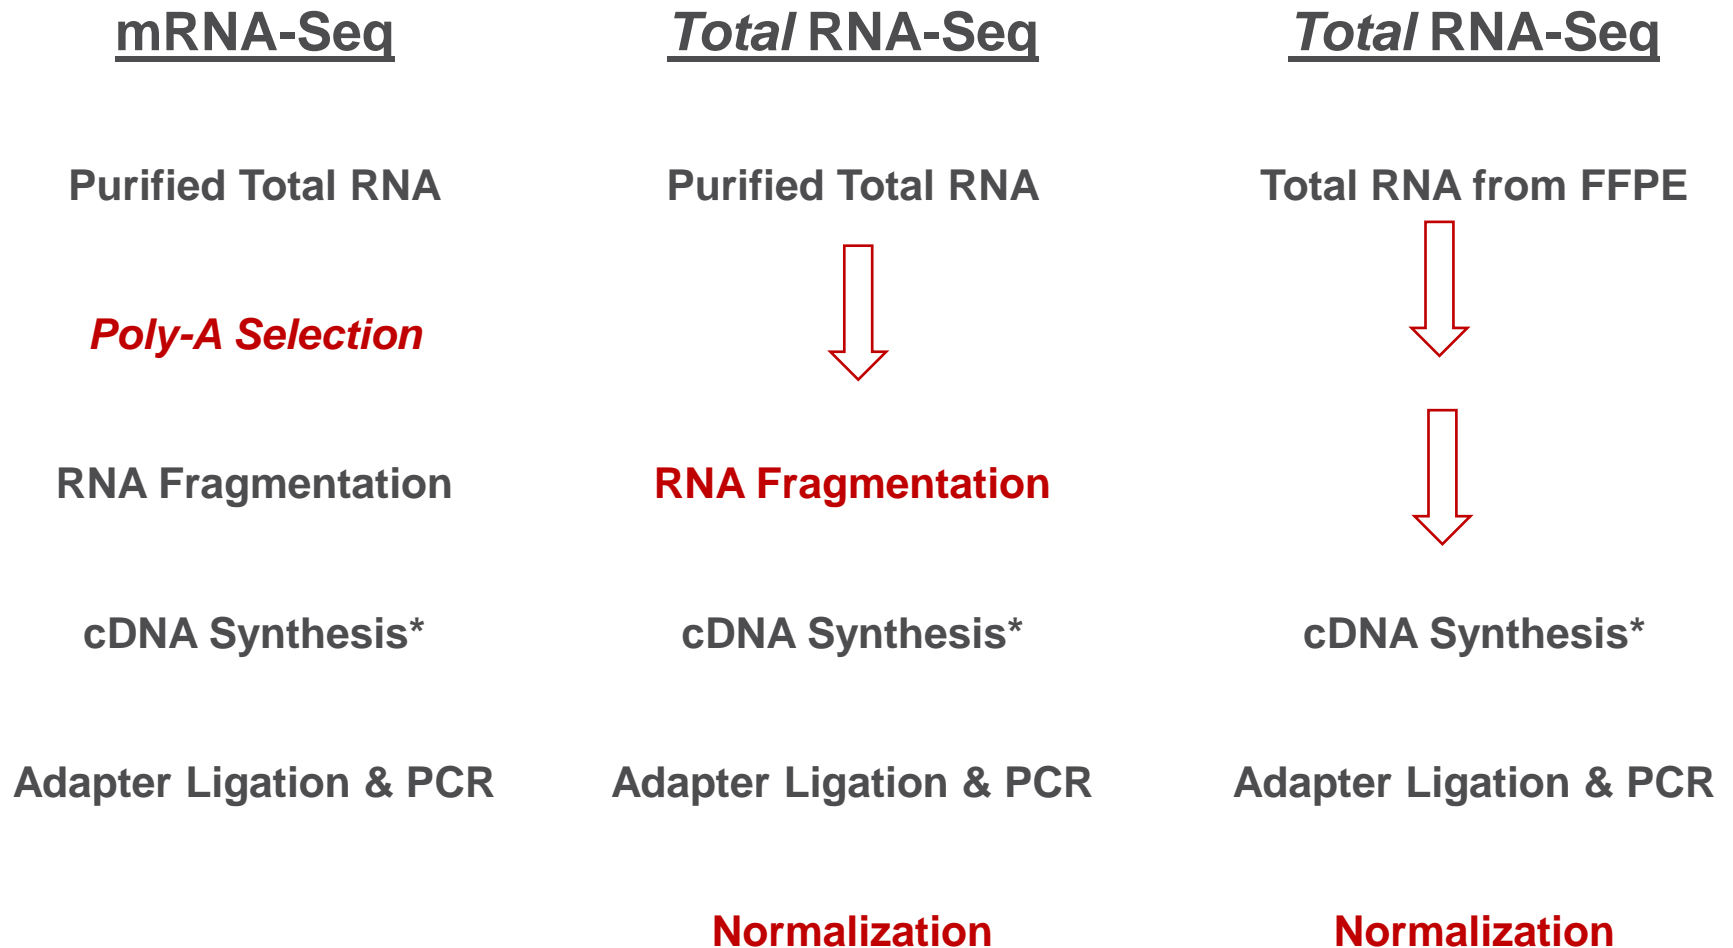 mRNA-Seq
Purified Total RNA
Poly-A Selection
RNA Fragmentation
cDNA Synthesis*
Adapter Ligation & PCR
Total RNA-Seq
Purified Total RNA
RNA Fragmentation
cDNA Synthesis*
Adapter Ligation & PCR
Normalization
Total RNA-Seq
Total RNA from FFPE
cDNA Synthesis*
Adapter Ligation & PCR
Normalization